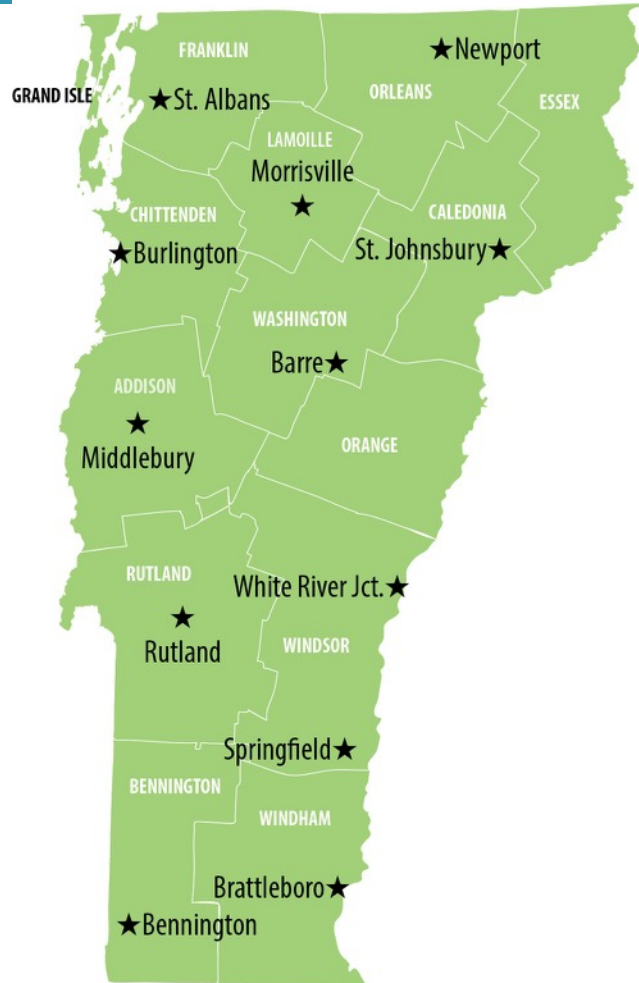 FRANKLIN
Newport
GRAND ISLE
St. Albans
ORLEANS
ESSEX
LAMOILLE
Morrisville
CHITTENDEN
CALEDONIA
Burlington
St. Johnsbury
WASHINGTON
Barre
ADDISON
Middlebury
ORANGE
RUTLAND
White River Jct.
Rutland
WINDSOR
Springfield
BENNINGTON
WINDHAM
Brattleboro
Bennington